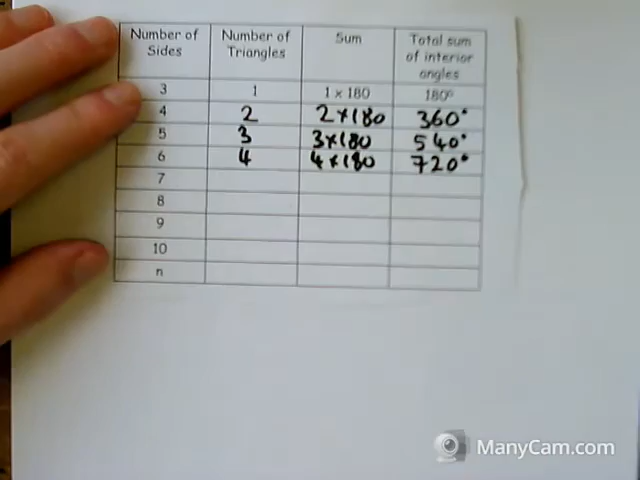 Number of Sides
Number of Triangles
Sum
Total sum of interior angles
3 1 1 x 180 180º
4 2 2 x 180 360°
5 3 3 x 180 540°
6 4 4 x 180 720°
7
8
9
10
n
ManyCam.com